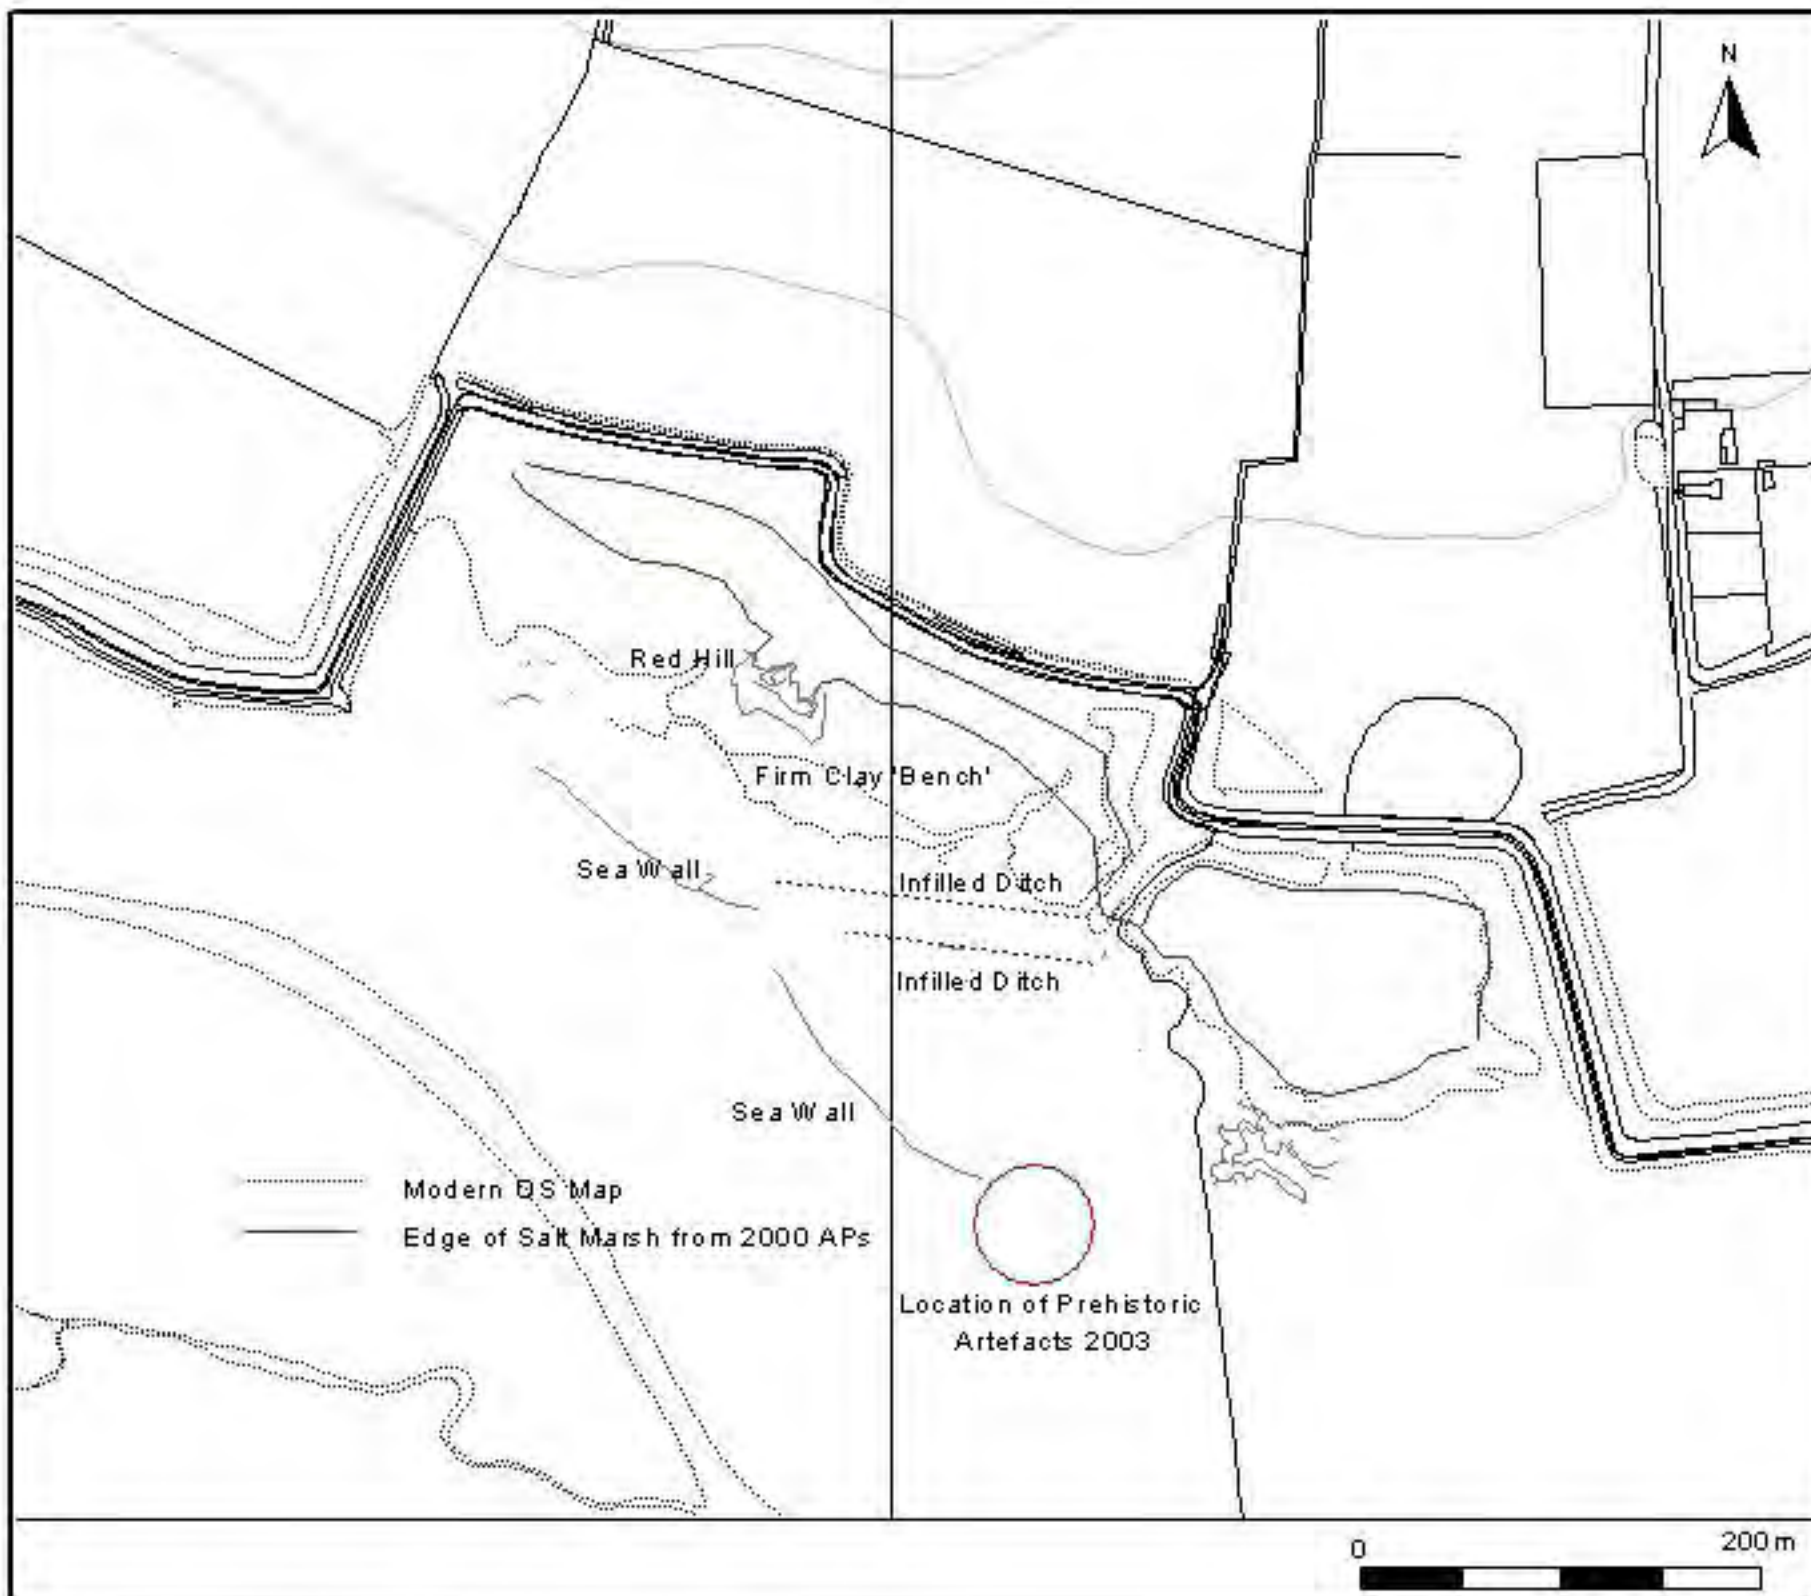 N
Red Hill
Firm Clay 'Bench'
Sea Wall
Infilled Ditch
Infilled Ditch
Sea Wall
Modern OS Map
Edge of Salt Marsh from 2000 APs
Location of Prehistoric
Artefacts 2003
0 200 m